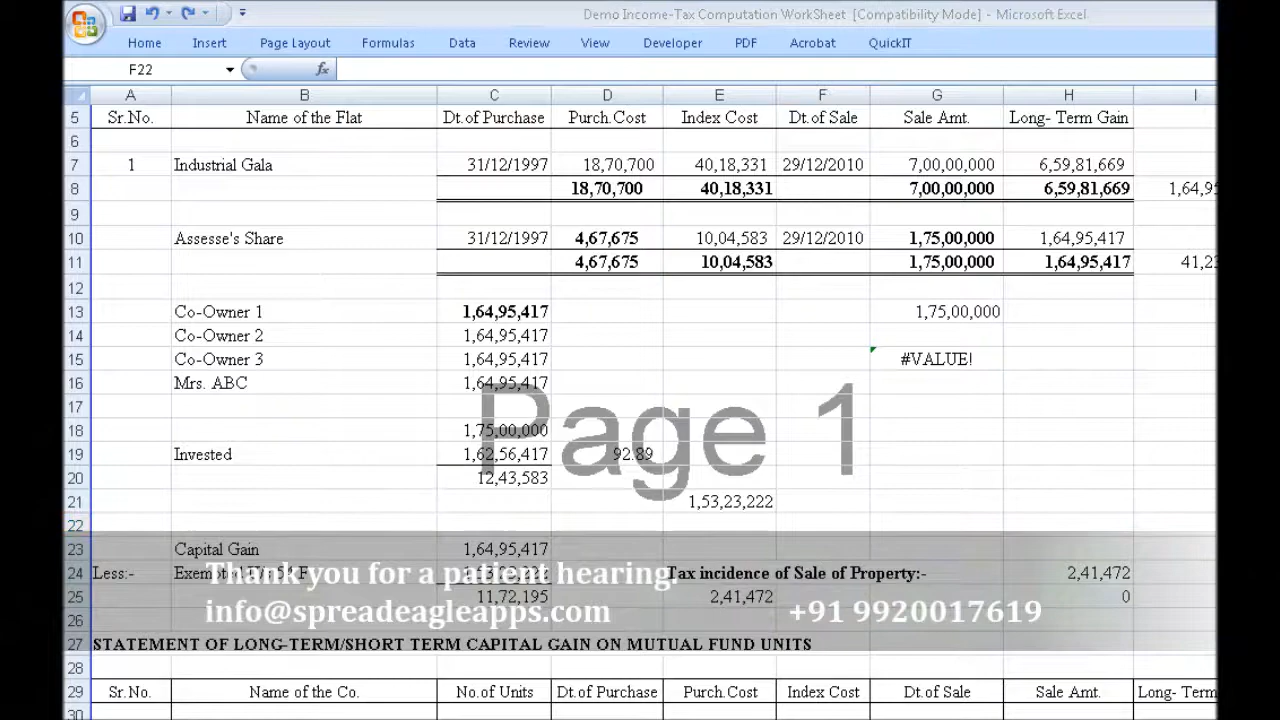 Demo Income-Tax Computation WorkSheet [Compatibility Mode] - Microsoft Excel
Home Insert Page Layout Formulas Data Review View Developer PDF Acrobat QuickIT
F22 fx
A B C D E F G H I
5 Sr.No. Name of the Flat Dt.of Purchase Purch.Cost Index Cost Dt.of Sale Sale Amt. Long- Term Gain
6
7 1 Industrial Gala 31/12/1997 18,70,700 40,18,331 29/12/2010 7,00,00,000 6,59,81,669
8 18,70,700 40,18,331 7,00,00,000 6,59,81,669 1,64,95
9
10 Assesse's Share 31/12/1997 4,67,675 10,04,583 29/12/2010 1,75,00,000 1,64,95,417
11 4,67,675 10,04,583 1,75,00,000 1,64,95,417 41,23
12
13 Co-Owner 1 1,64,95,417 1,75,00,000
14 Co-Owner 2 1,64,95,417
15 Co-Owner 3 1,64,95,417 #VALUE!
16 Mrs. ABC 1,64,95,417
17
Page 1
18 1,75,00,000
19 Invested 1,62,56,417 92.89
20 12,43,583
21 1,53,23,222
22
23 Capital Gain 1,64,95,417
24 Less:- Tax incidence of Sale of Property:- 2,41,472
Thank you for a patient hearing.
25 11,72,195 2,41,472 0
info@spreadeagleapps.com +91 9920017619
26
27 STATEMENT OF LONG-TERM/SHORT TERM CAPITAL GAIN ON MUTUAL FUND UNITS
28
29 Sr.No. Name of the Co. No.of Units Dt.of Purchase Purch.Cost Index Cost Dt.of Sale Sale Amt. Long- Term
30